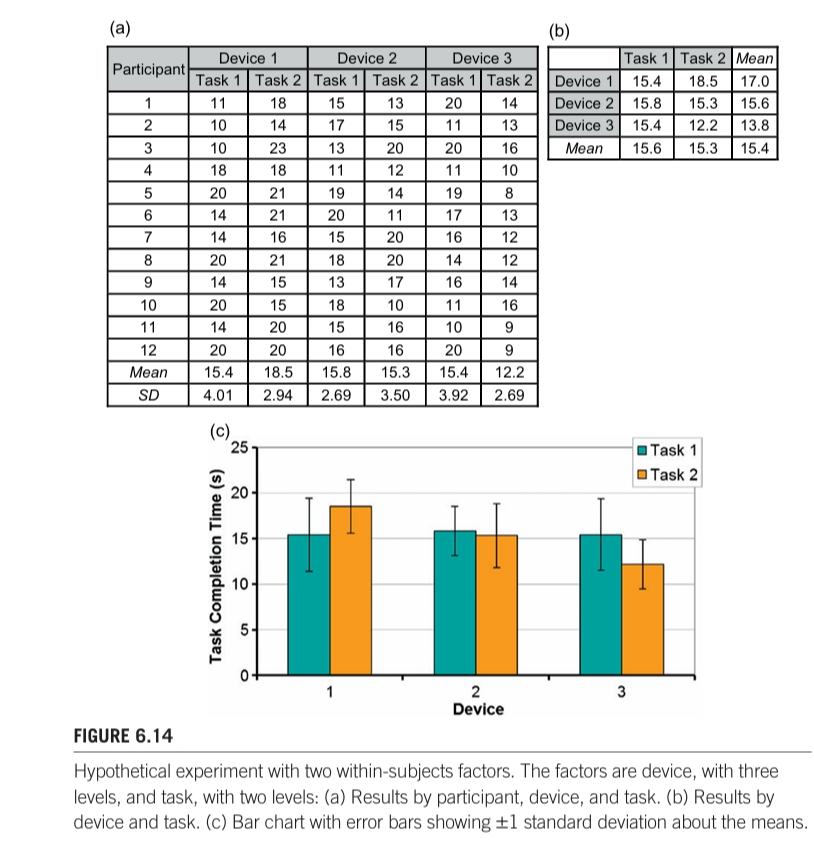 (a)
Participant Device 1 Device 2 Device 3
Task 1 Task 2 Task 1 Task 2 Task 1 Task 2
1 11 18 15 13 20 14
2 10 14 17 15 11 13
3 10 23 13 20 20 16
4 18 18 11 12 11 10
5 20 21 19 14 19 8
6 14 21 20 11 17 13
7 14 16 15 20 16 12
8 20 21 18 20 14 12
9 14 15 13 17 16 14
10 20 15 18 10 11 16
11 14 20 15 16 10 9
12 20 20 16 16 20 9
Mean 15.4 18.5 15.8 15.3 15.4 12.2
SD 4.01 2.94 2.69 3.50 3.92 2.69
(b)
Task 1 Task 2 Mean
Device 1 15.4 18.5 17.0
Device 2 15.8 15.3 15.6
Device 3 15.4 12.2 13.8
Mean 15.6 15.3 15.4
(c)
Task Completion Time (s)
25
20
15
10
5
0
Task 1
Task 2
1 2 3
Device
FIGURE 6.14
Hypothetical experiment with two within-subjects factors. The factors are device, with three
levels, and task, with two levels: (a) Results by participant, device, and task. (b) Results by
device and task. (c) Bar chart with error bars showing ±1 standard deviation about the means.